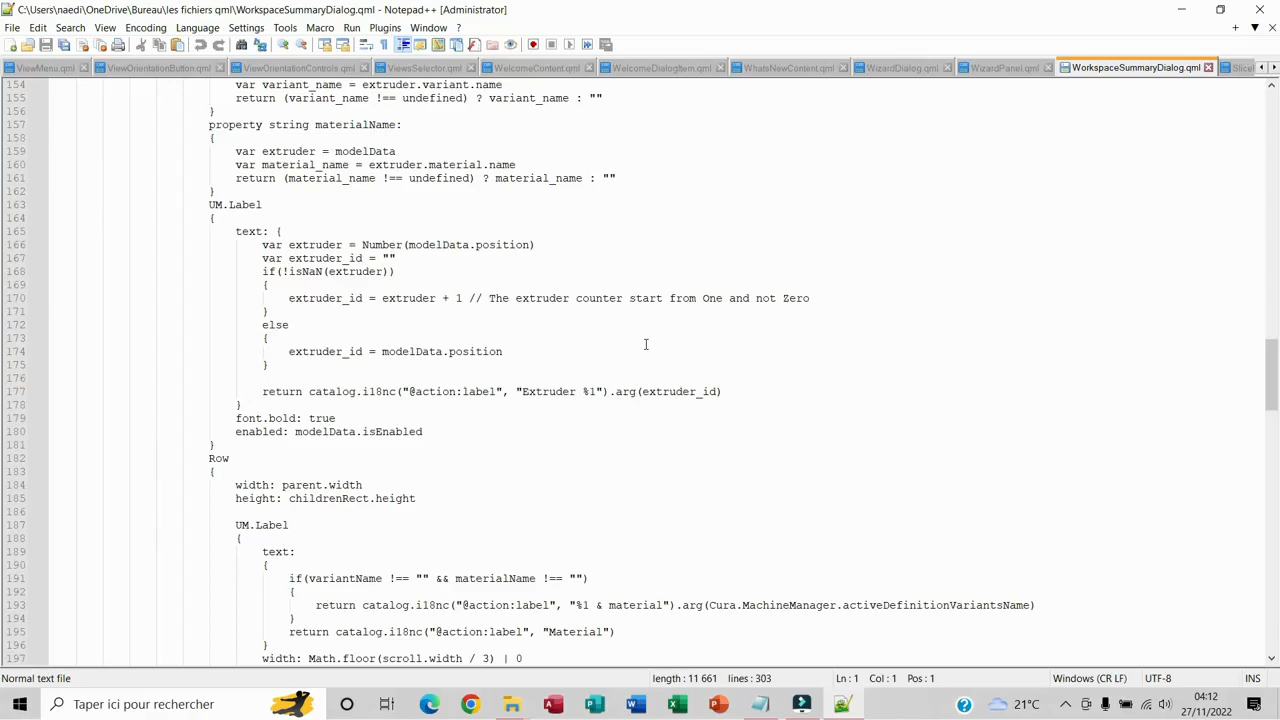 C:\Users\naedi\OneDrive\Bureau\les fichiers qml\WorkspaceSummaryDialog.qml - Notepad++ [Administrator]
File Edit Search View Encoding Language Settings Tools Macro Run Plugins Window ?
ViewMenu.qml ViewOrientationButton.qml ViewOrientationControls.qml ViewsSelector.qml WelcomeContent.qml WelcomeDialogItem.qml WhatsNewContent.qml WizardDialog.qml WizardPanel.qml WorkspaceSummaryDialog.qml
154 var variant_name = extruder.variant.name
155 return (variant_name !== undefined) ? variant_name : ""
156 }
157 property string materialName:
158 {
159 var extruder = modelData
160 var material_name = extruder.material.name
161 return (material_name !== undefined) ? material_name : ""
162 }
163 UM.Label
164 {
165 text: {
166 var extruder = Number(modelData.position)
167 var extruder_id = ""
168 if(!isNaN(extruder))
169 {
170 extruder_id = extruder + 1 // The extruder counter start from One and not Zero
171 }
172 else
173 {
174 extruder_id = modelData.position
175 }
176
177 return catalog.i18nc("@action:label", "Extruder %1").arg(extruder_id)
178 }
179 font.bold: true
180 enabled: modelData.isEnabled
181 }
182 Row
183 {
184 width: parent.width
185 height: childrenRect.height
186
187 UM.Label
188 {
189 text:
190 {
191 if(variantName !== "" && materialName !== "")
192 {
193 return catalog.i18nc("@action:label", "%1 & material").arg(Cura.MachineManager.activeDefinitionVariantsName)
194 }
195 return catalog.i18nc("@action:label", "Material")
196 }
197 width: Math.floor(scroll.width / 3) | 0
Normal text file length : 11 661 lines : 303 Ln : 1 Col : 1 Pos : 1 Windows (CR LF) UTF-8 INS
Taper ici pour rechercher 21°C 04:12
27/11/2022